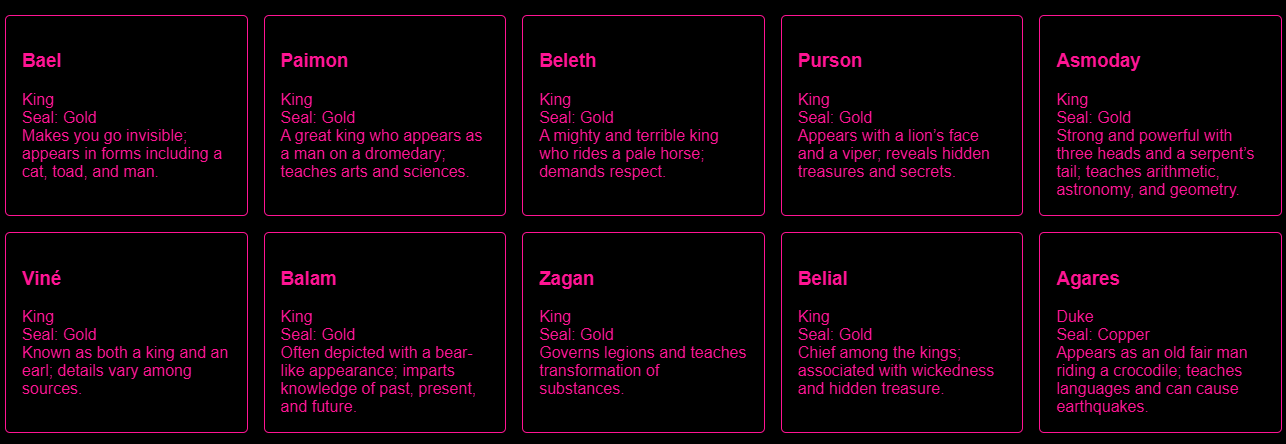 Bael
King
Seal: Gold
Makes you go invisible;
appears in forms including a
cat, toad, and man.
Paimon
King
Seal: Gold
A great king who appears as
a man on a dromedary;
teaches arts and sciences.
Beleth
King
Seal: Gold
A mighty and terrible king
who rides a pale horse;
demands respect.
Purson
King
Seal: Gold
Appears with a lion’s face
and a viper; reveals hidden
treasures and secrets.
Asmoday
King
Seal: Gold
Strong and powerful with
three heads and a serpent’s
tail; teaches arithmetic,
astronomy, and geometry.
Viné
King
Seal: Gold
Known as both a king and an
earl; details vary among
sources.
Balam
King
Seal: Gold
Often depicted with a bear-
like appearance; imparts
knowledge of past, present,
and future.
Zagan
King
Seal: Gold
Governs legions and teaches
transformation of
substances.
Belial
King
Seal: Gold
Chief among the kings;
associated with wickedness
and hidden treasure.
Agares
Duke
Seal: Copper
Appears as an old fair man
riding a crocodile; teaches
languages and can cause
earthquakes.